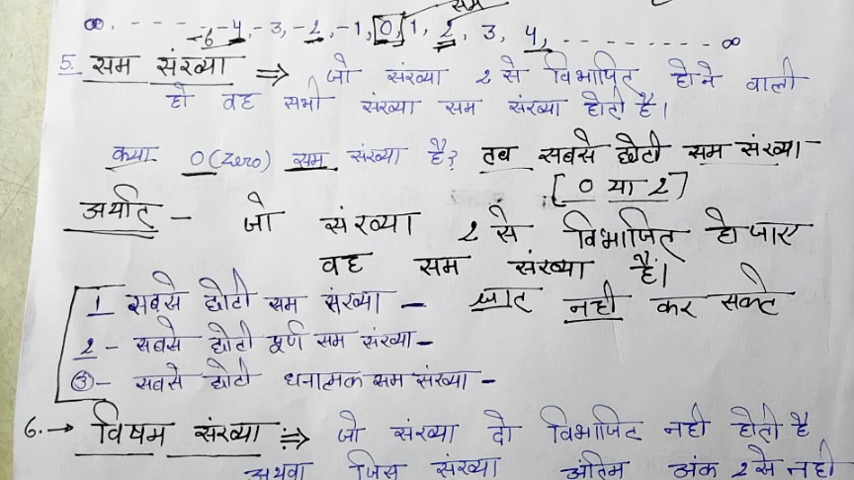 सम
∞. - - - - -6 -4, -3, -2, -1, 0, 1, 2, 3, 4, - - - - - - - - ∞
5. सम संख्या ⇒ जो संख्या 2 से विभाजित होने वाली
हो वह सभी संख्या सम संख्या होती है।
क्या 0 (Zero) सम संख्या है? तब सबसे छोटी सम संख्या
[0 या 2]
अर्थात - जो संख्या 2 से विभाजित हो जाए
वह सम संख्या हैं।
1 सबसे छोटी सम संख्या - ज्ञात नही कर सकते
2 - सबसे छोटी पूर्ण सम संख्या -
③ - सबसे छोटी धनात्मक सम संख्या -
6. → विषम संख्या ⇒ जो संख्या दो विभाजित नही होती है
अथवा जिस संख्या अंतिम अंक 2 से नही